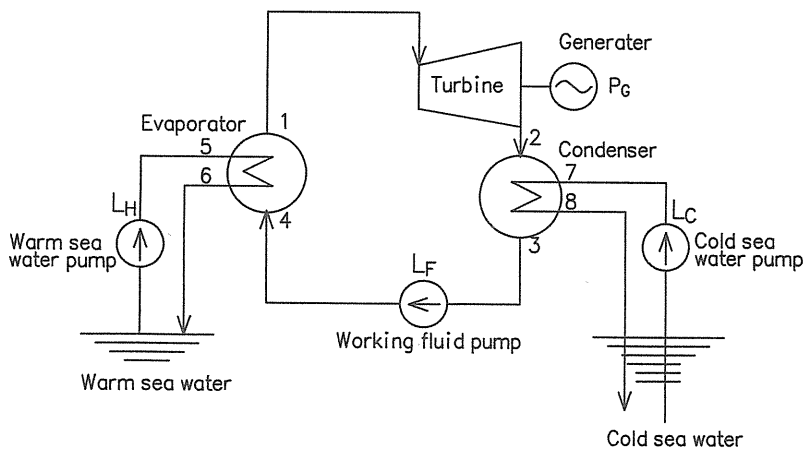 Generater
Turbine
P_G
Evaporator
1
2
Condenser
5
7
6
8
L_H
4
3
L_C
Warm sea
water pump
L_F
Cold sea
water pump
Working fluid pump
Warm sea water
Cold sea water